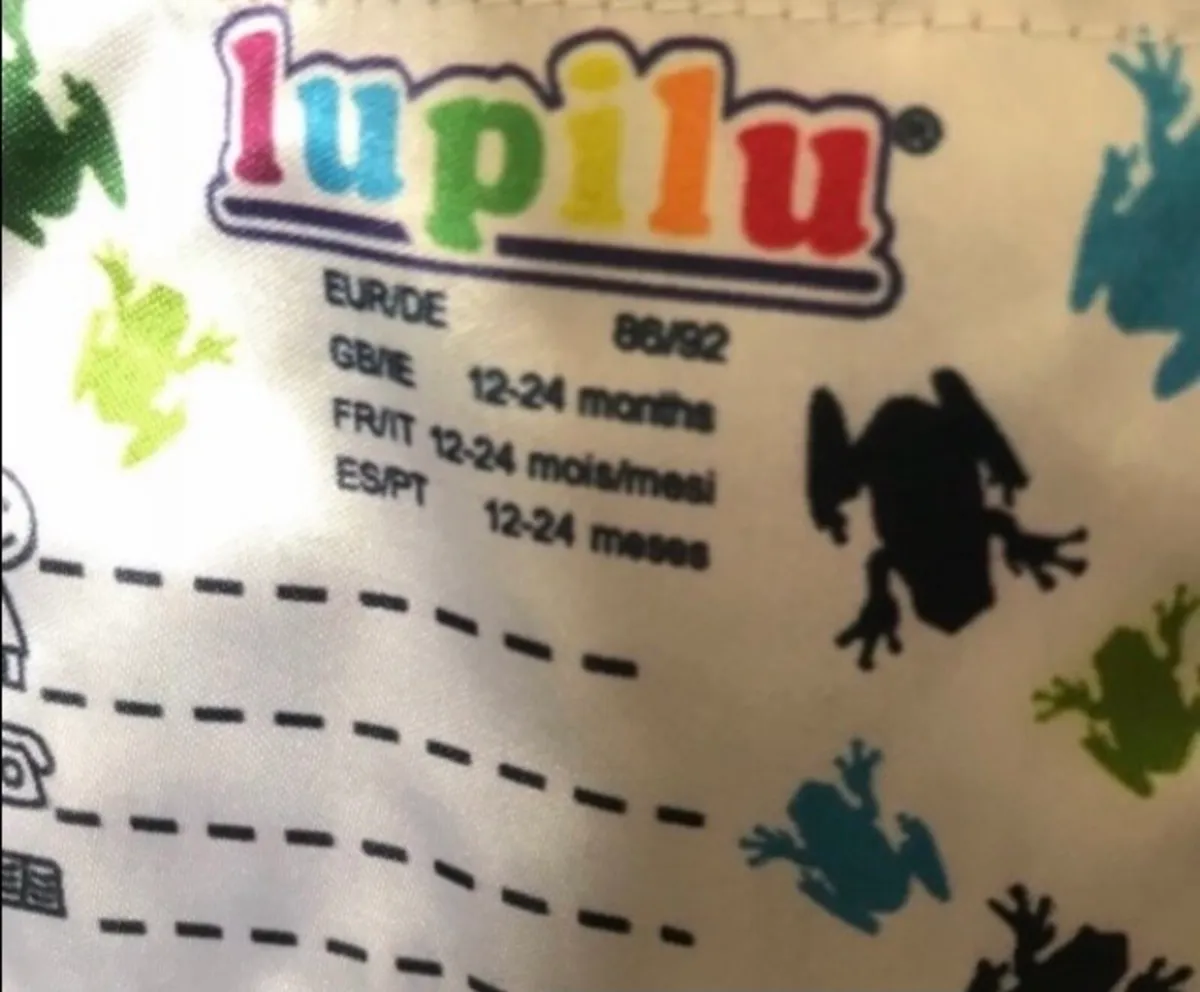 lupilu®
EUR/DE 86/92
GB/IE 12-24 months
FR/IT 12-24 mois/mesi
ES/PT 12-24 meses